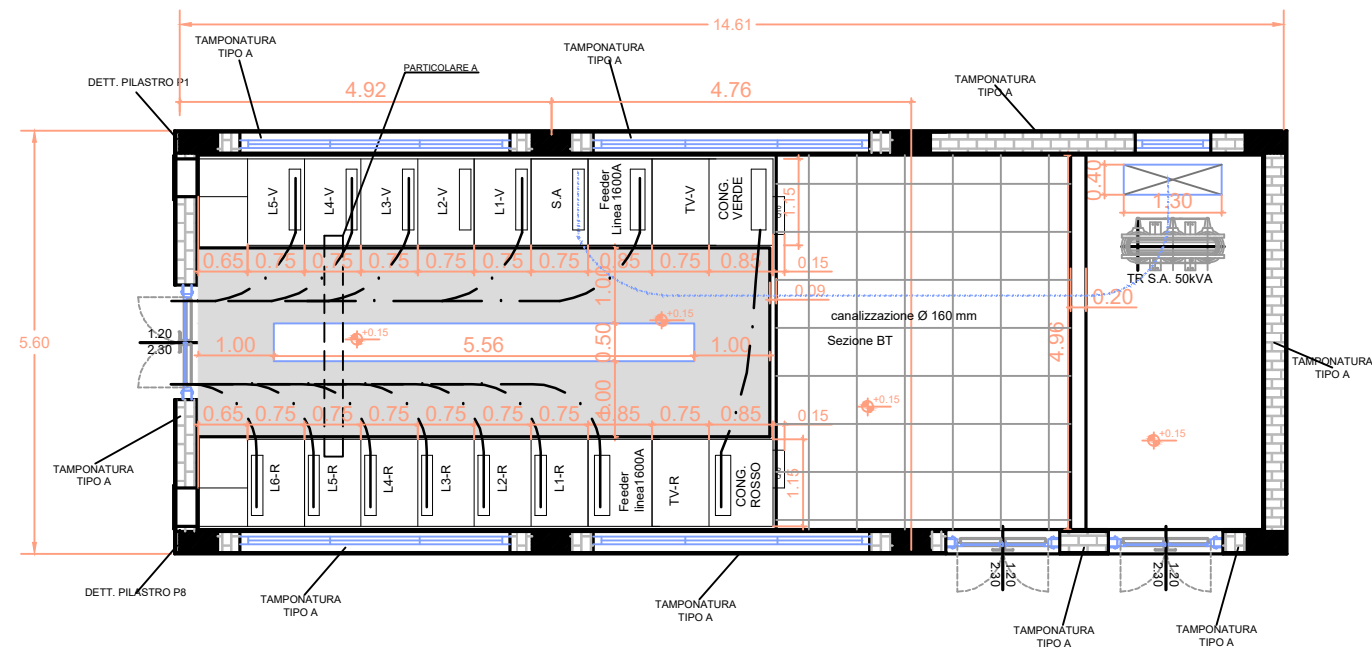 14.61
TAMPONATURA
TIPO A
TAMPONATURA
TIPO A
PARTICOLARE A
TAMPONATURA
TIPO A
DETT. PILASTRO P1
4.92
4.76
5.60
L5-V
L4-V
L3-V
L2-V
L1-V
S.A
Feeder
Linea 1600A
TV-V
CONG.
VERDE
1.15
0.40
1.30
TR S.A. 50kVA
0.65
0.75
0.75
0.75
0.75
0.75
0.75
0.85
0.75
0.85
0.15
1.00
0.09
0.20
canalizzazione Ø 160 mm
Sezione BT
+0.15
+0.15
1.20
2.30
1.00
5.56
0.50
1.00
4.96
TAMPONATURA
TIPO A
+0.15
+0.15
0.65
0.75
0.75
0.75
0.75
0.75
0.75
0.85
0.75
0.85
0.15
1.00
TAMPONATURA
TIPO A
L6-R
L5-R
L4-R
L3-R
L2-R
L1-R
Feeder
linea1600A
TV-R
CONG.
ROSSO
1.15
DETT. PILASTRO P8
TAMPONATURA
TIPO A
TAMPONATURA
TIPO A
1.20
2.30
1.20
2.30
TAMPONATURA
TIPO A
TAMPONATURA
TIPO A